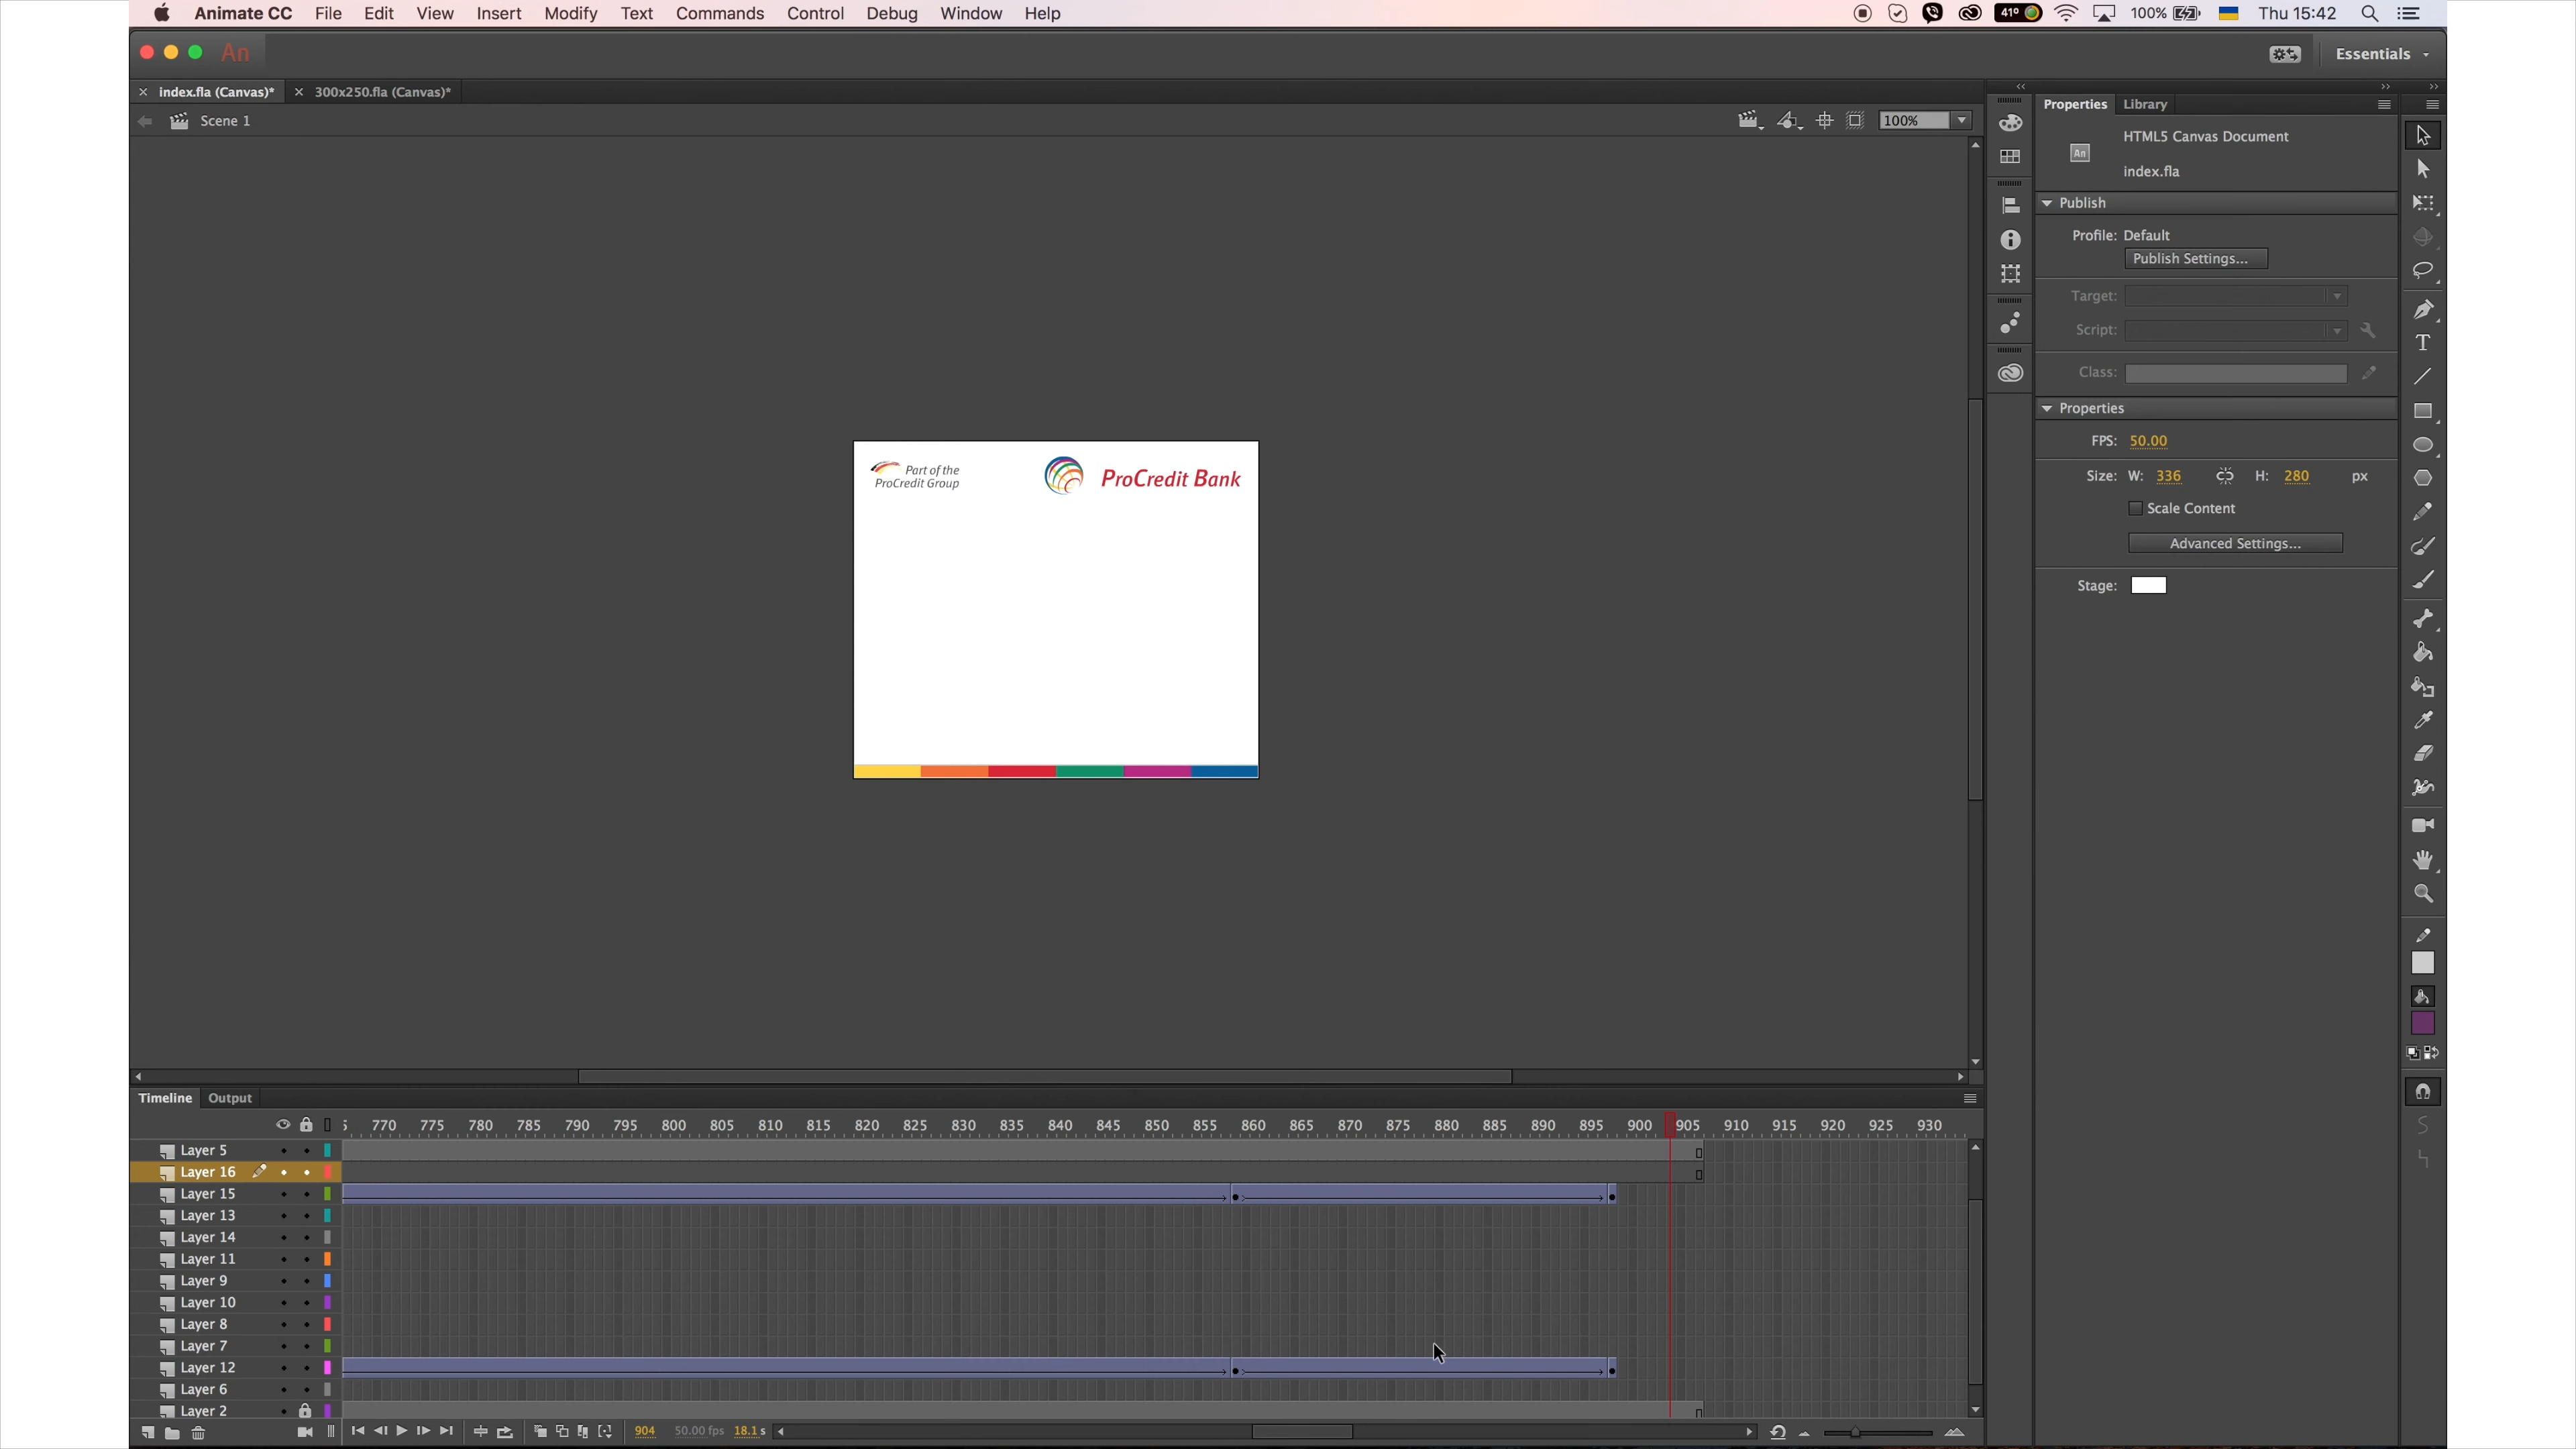 Animate CC File Edit View Insert Modify Text Commands Control Debug Window Help 41° 100% Thu 15:42
An Essentials
index.fla (Canvas)* 300x250.fla (Canvas)*
Scene 1 100%
Properties Library
HTML5 Canvas Document
An
index.fla
Publish
Profile: Default
Publish Settings...
Target:
Script:
Class:
Properties
FPS: 50.00
Size: W: 336 H: 280 px
Scale Content
Advanced Settings...
Stage:
Part of the
ProCredit Group
ProCredit Bank
Timeline Output
5 770 775 780 785 790 795 800 805 810 815 820 825 830 835 840 845 850 855 860 865 870 875 880 885 890 895 900 905 910 915 920 925 930
Layer 5
Layer 16
Layer 15
Layer 13
Layer 14
Layer 11
Layer 9
Layer 10
Layer 8
Layer 7
Layer 12
Layer 6
Layer 2
904 50.00 fps 18.1 s